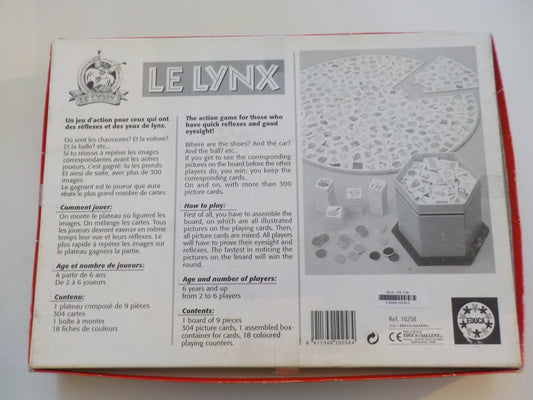 LE LYNX
LE LYNX
Un jeu d'action pour ceux qui ont
des réflexes et des yeux de lynx.
Où sont les chaussures? Et la voiture?
Et la balle? etc...
Si tu réussis à repérer les images
correspondantes avant les autres
joueurs, c'est gagné: tu les prends.
Et ainsi de suite, avec plus de 300
images.
Le gagnant est le joueur que aura
réuni le plus grand nombre de cartes.
Comment jouer:
On monte le plateau où figurent les
images. On mélange les cartes. Tous
les joueurs devront exercer en même
temps leur vue et leurs réflexes. Le
plus rapide à repérer les images sur
le plateau gagnera la partie.
Age et nombre de joueurs:
A partir de 6 ans
De 2 à 6 joueurs
Contenu:
1 plateau composé de 9 pièces
304 cartes
1 boîte à monter
18 fiches de couleurs
The action game for those who
have quick reflexes and good
eyesight!
Where are the shoes? And the car?
And the ball? etc...
If you get to see the corresponding
pictures on the board before the other
players do, you win: you keep the
corresponding cards.
On and on, with more than 300
picture cards.
How to play:
First of all, you have to assemble the
board, on which are all illustrated
pictures on the playing cards. Then,
all picture cards are mixed. All players
will have to prove their eyesight and
reflexes. The fastest in noticing the
pictures on the board will win the
round.
Age and number of players:
6 years and up
from 2 to 6 players
Contents:
1 board of 9 pieces
304 picture cards, 1 assembled box-
container for cards, 18 coloured
playing counters.
Ref. 10258
CE
EDUCA SALLENT, S.A.
8 411348 102584
EDUCA